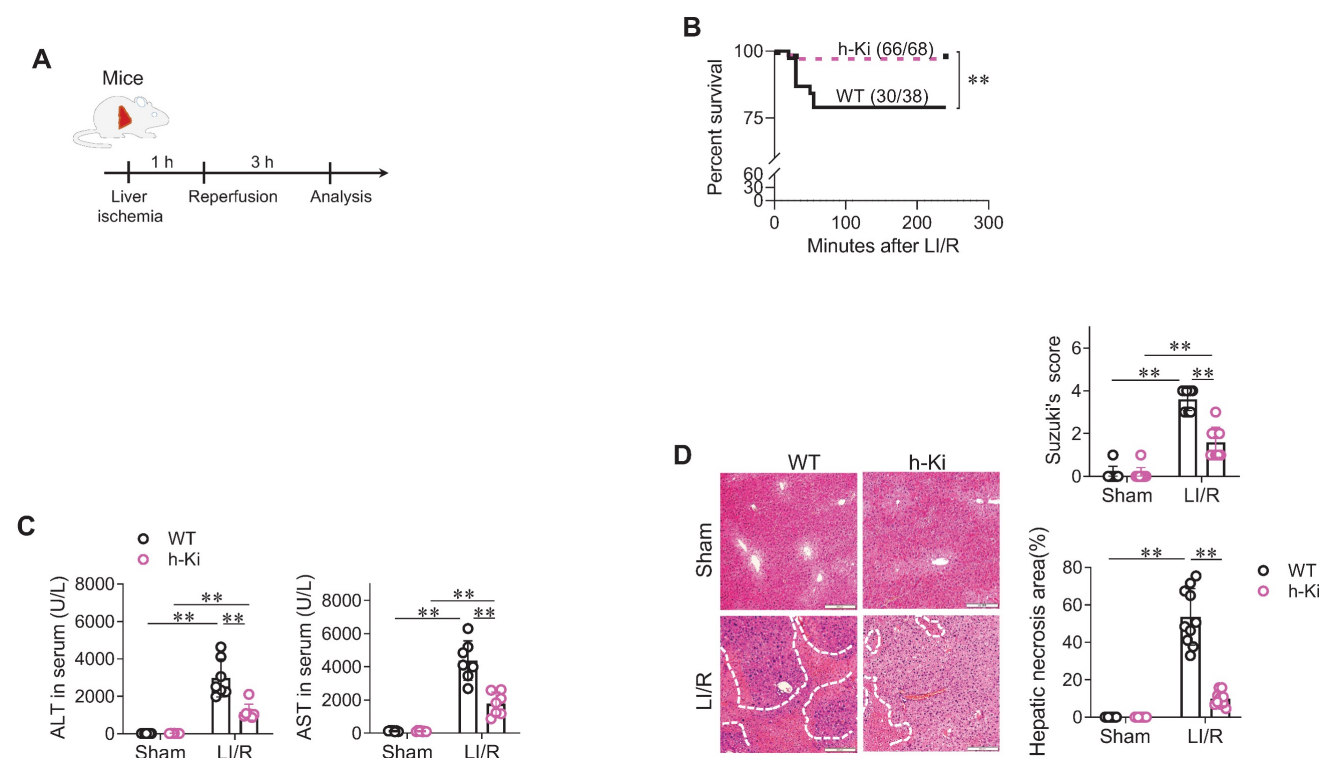 A
Mice
1 h
3 h
Liver
ischemia
Reperfusion
Analysis
B
Percent survival
100
75
60
30
0
h-Ki (66/68)
WT (30/38)
**
0
100
200
300
Minutes after LI/R
C
WT
h-Ki
ALT in serum (U/L)
8000
6000
4000
2000
0
**
**
**
Sham
LI/R
AST in serum (U/L)
8000
6000
4000
2000
0
**
**
**
Sham
LI/R
D
WT
h-Ki
Sham
LI/R
Suzuki's score
6
4
2
0
**
**
**
Sham
LI/R
Hepatic necrosis area(%)
80
60
40
20
0
**
**
Sham
LI/R
WT
h-Ki